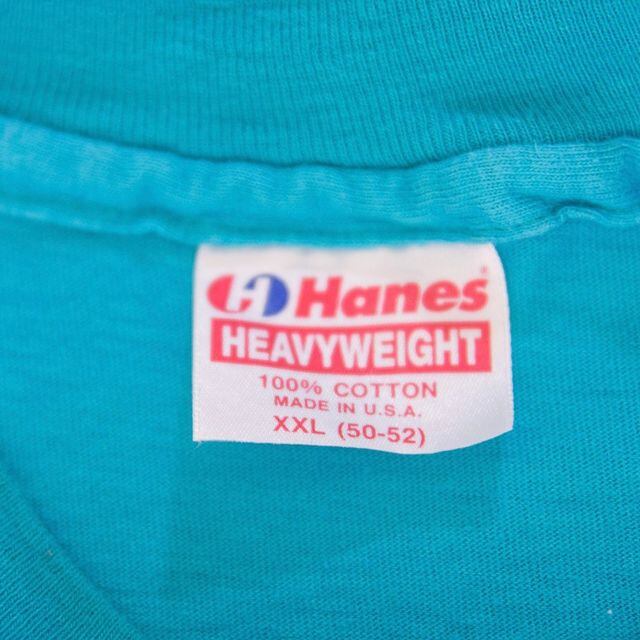 Hanes®
HEAVYWEIGHT
100% COTTON
MADE IN U.S.A.
XXL (50-52)